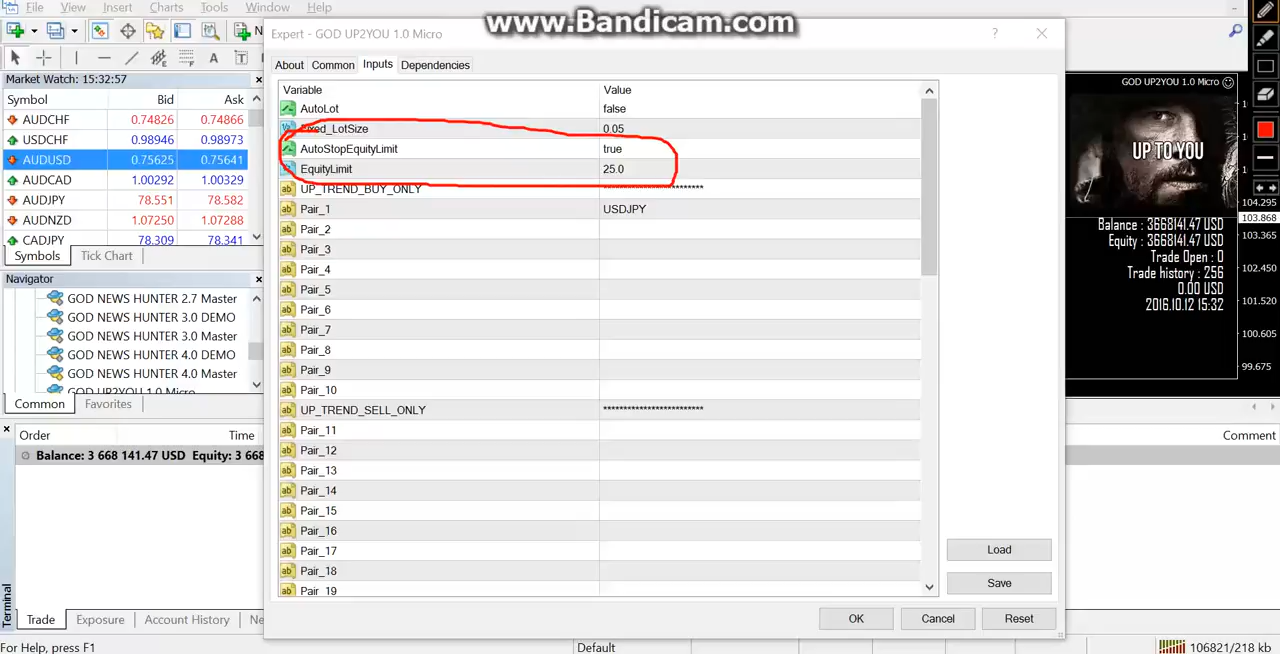 File View Insert Charts Tools Window Help
www.Bandicam.com
Expert - GOD UP2YOU 1.0 Micro
? ×
About Common Inputs Dependencies
Variable Value
AutoLot false
Fixed_LotSize 0.05
AutoStopEquityLimit true
EquityLimit 25.0
UP_TREND_BUY_ONLY *************************
Pair_1 USDJPY
Pair_2
Pair_3
Pair_4
Pair_5
Pair_6
Pair_7
Pair_8
Pair_9
Pair_10
UP_TREND_SELL_ONLY *************************
Pair_11
Pair_12
Pair_13
Pair_14
Pair_15
Pair_16
Pair_17
Pair_18
Pair_19
Load
Save
OK Cancel Reset
Market Watch: 15:32:57
Symbol Bid Ask
AUDCHF 0.74826 0.74866
USDCHF 0.98946 0.98973
AUDUSD 0.75625 0.75641
AUDCAD 1.00292 1.00329
AUDJPY 78.551 78.582
AUDNZD 1.07250 1.07288
CADJPY 78.309 78.341
Symbols Tick Chart
Navigator
GOD NEWS HUNTER 2.7 Master
GOD NEWS HUNTER 3.0 DEMO
GOD NEWS HUNTER 3.0 Master
GOD NEWS HUNTER 4.0 DEMO
GOD NEWS HUNTER 4.0 Master
GOD UP2YOU 1.0 Micro
Common Favorites
GOD UP2YOU 1.0 Micro
UP TO YOU
Balance : 3668141.47 USD
Equity : 3668141.47 USD
Trade Open : 0
Trade history : 256
0.00 USD
2016.10.12 15:32
104.295
103.868
103.365
102.450
101.520
100.605
99.675
Order Time Comment
Balance: 3 668 141.47 USD Equity: 3 668
Terminal
Trade Exposure Account History Ne
For Help, press F1 Default 106821/218 kb